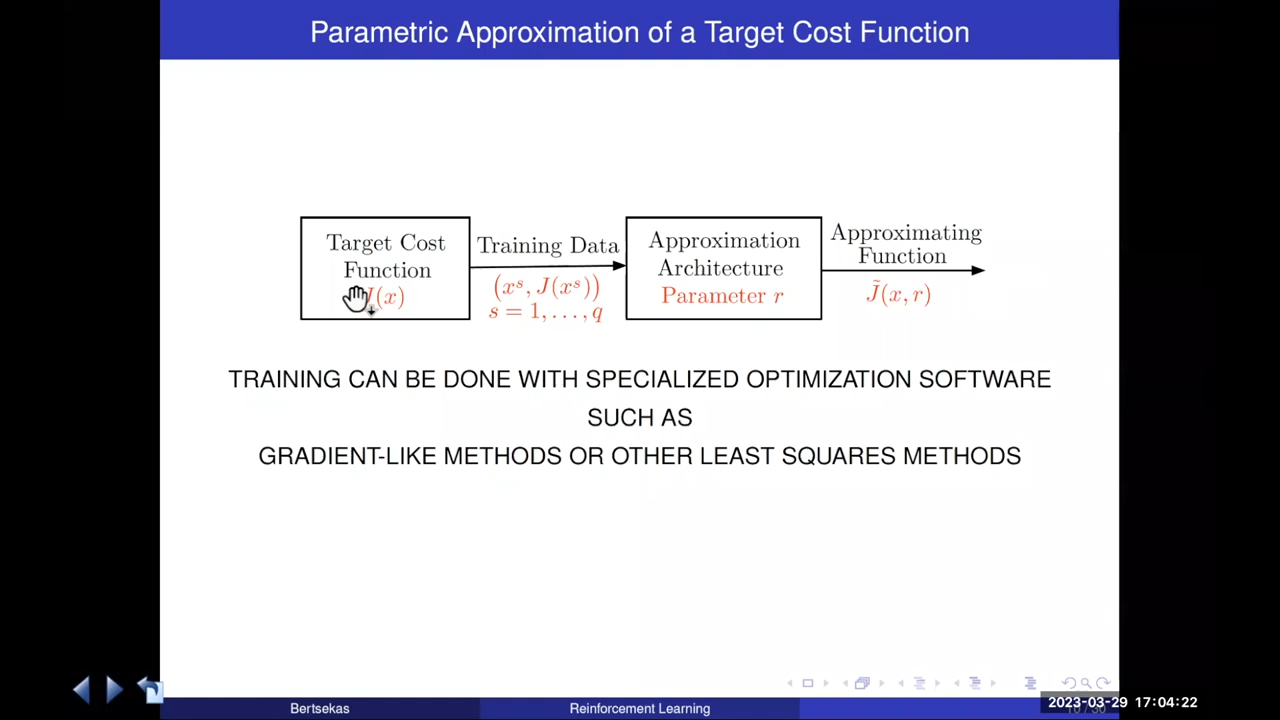 Parametric Approximation of a Target Cost Function
Target Cost
Function
J(x)
Training Data
(x^s, J(x^s))
s = 1, . . . , q
Approximation
Architecture
Parameter r
Approximating
Function
J̃(x, r)
TRAINING CAN BE DONE WITH SPECIALIZED OPTIMIZATION SOFTWARE
SUCH AS
GRADIENT-LIKE METHODS OR OTHER LEAST SQUARES METHODS
Bertsekas
Reinforcement Learning
2023-03-29 17:04:22